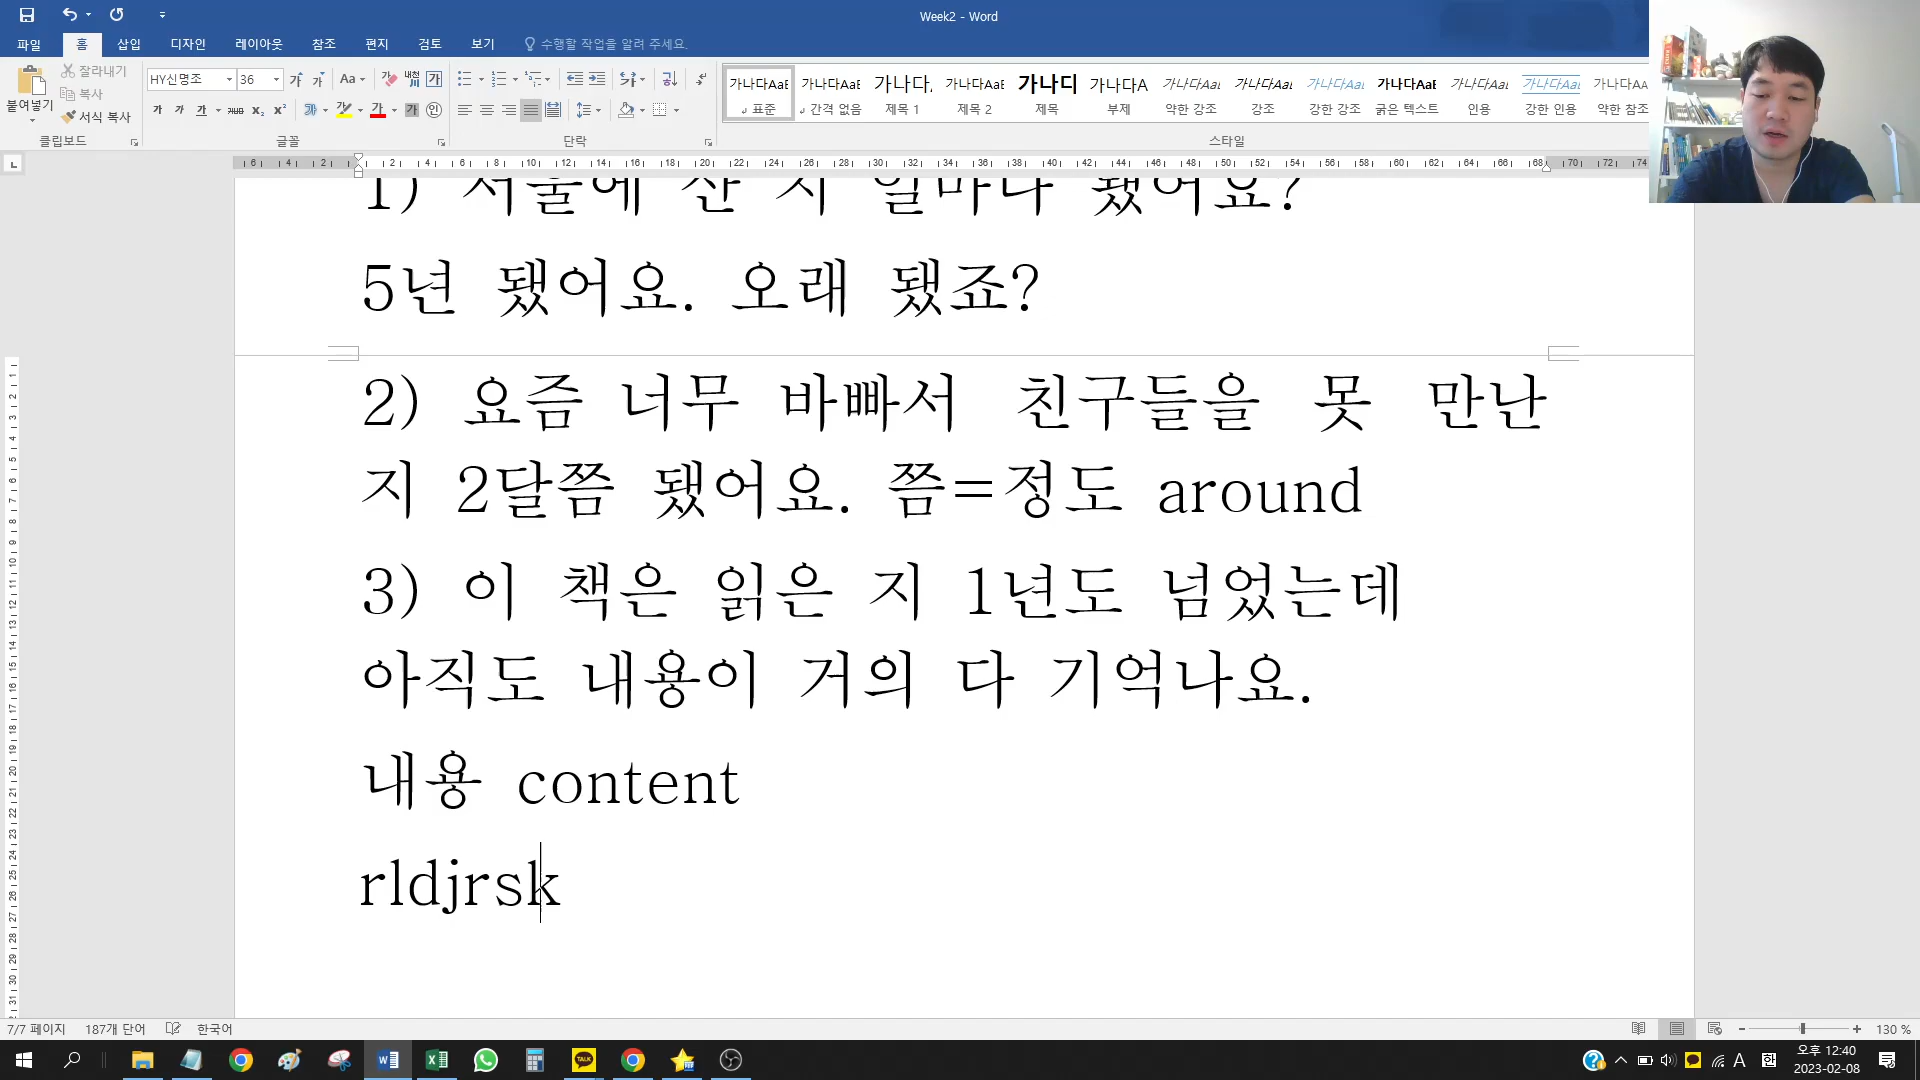 Week2 - Word
파일 홈 삽입 디자인 레이아웃 참조 편지 검토 보기 수행할 작업을 알려 주세요.
붙여넣기
잘라내기
복사
서식 복사
클립보드
HY신명조 36
글꼴
단락
표준 간격 없음 제목 1 제목 2 제목 부제 약한 강조 강조 강한 강조 굵은 텍스트 인용 강한 인용 약한 참조
스타일
1) 서울에 산 지 얼마나 됐어요?
5년 됐어요. 오래 됐죠?
2) 요즘 너무 바빠서 친구들을 못 만난
지 2달쯤 됐어요. 쯤=정도 around
3) 이 책은 읽은 지 1년도 넘었는데
아직도 내용이 거의 다 기억나요.
내용 content
rldjrsk
7/7 페이지 187개 단어 한국어 130 %
오후 12:40
2023-02-08